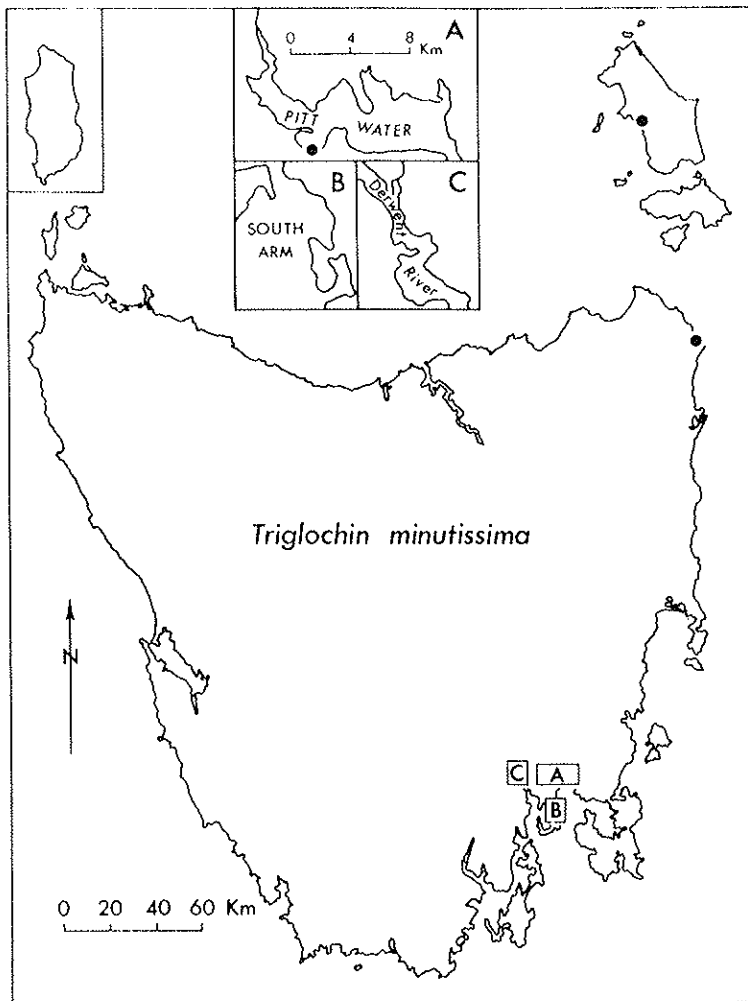 A
0 4 8
Km
PITT WATER
B
C
SOUTH
ARM
Derwent
River
Triglochin minutissima
N
C
A
B
0 20 40 60 Km